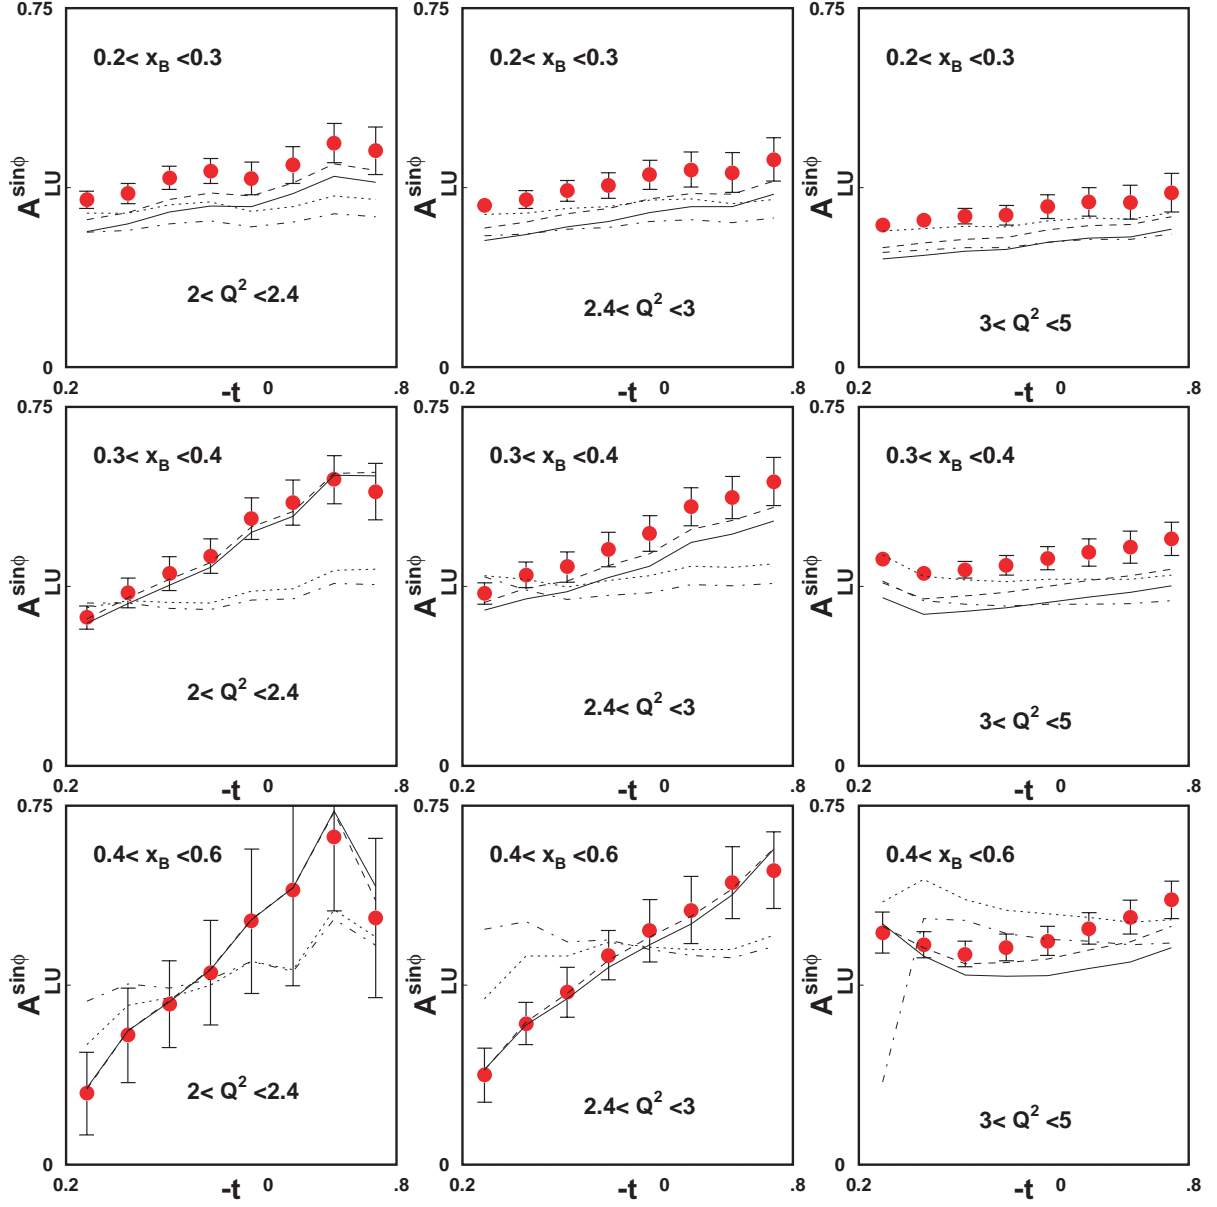 0.75
0.2< x_B <0.3
A_LU^sinϕ
2< Q^2 <2.4
0
0.2 -t 0 .8
0.2< x_B <0.3
A_LU^sinϕ
2.4< Q^2 <3
0
0.2 -t 0 .8
0.2< x_B <0.3
A_LU^sinϕ
3< Q^2 <5
0
0.2 -t 0 .8
0.75
0.3< x_B <0.4
A_LU^sinϕ
2< Q^2 <2.4
0
0.2 -t 0 .8
0.75
0.3< x_B <0.4
A_LU^sinϕ
2.4< Q^2 <3
0
0.2 -t 0 .8
0.75
0.3< x_B <0.4
A_LU^sinϕ
3< Q^2 <5
0
0.2 -t 0 .8
0.75
0.4< x_B <0.6
A_LU^sinϕ
2< Q^2 <2.4
0
0.2 -t 0 .8
0.75
0.4< x_B <0.6
A_LU^sinϕ
2.4< Q^2 <3
0
0.2 -t 0 .8
0.75
0.4< x_B <0.6
A_LU^sinϕ
3< Q^2 <5
0
0.2 -t 0 .8